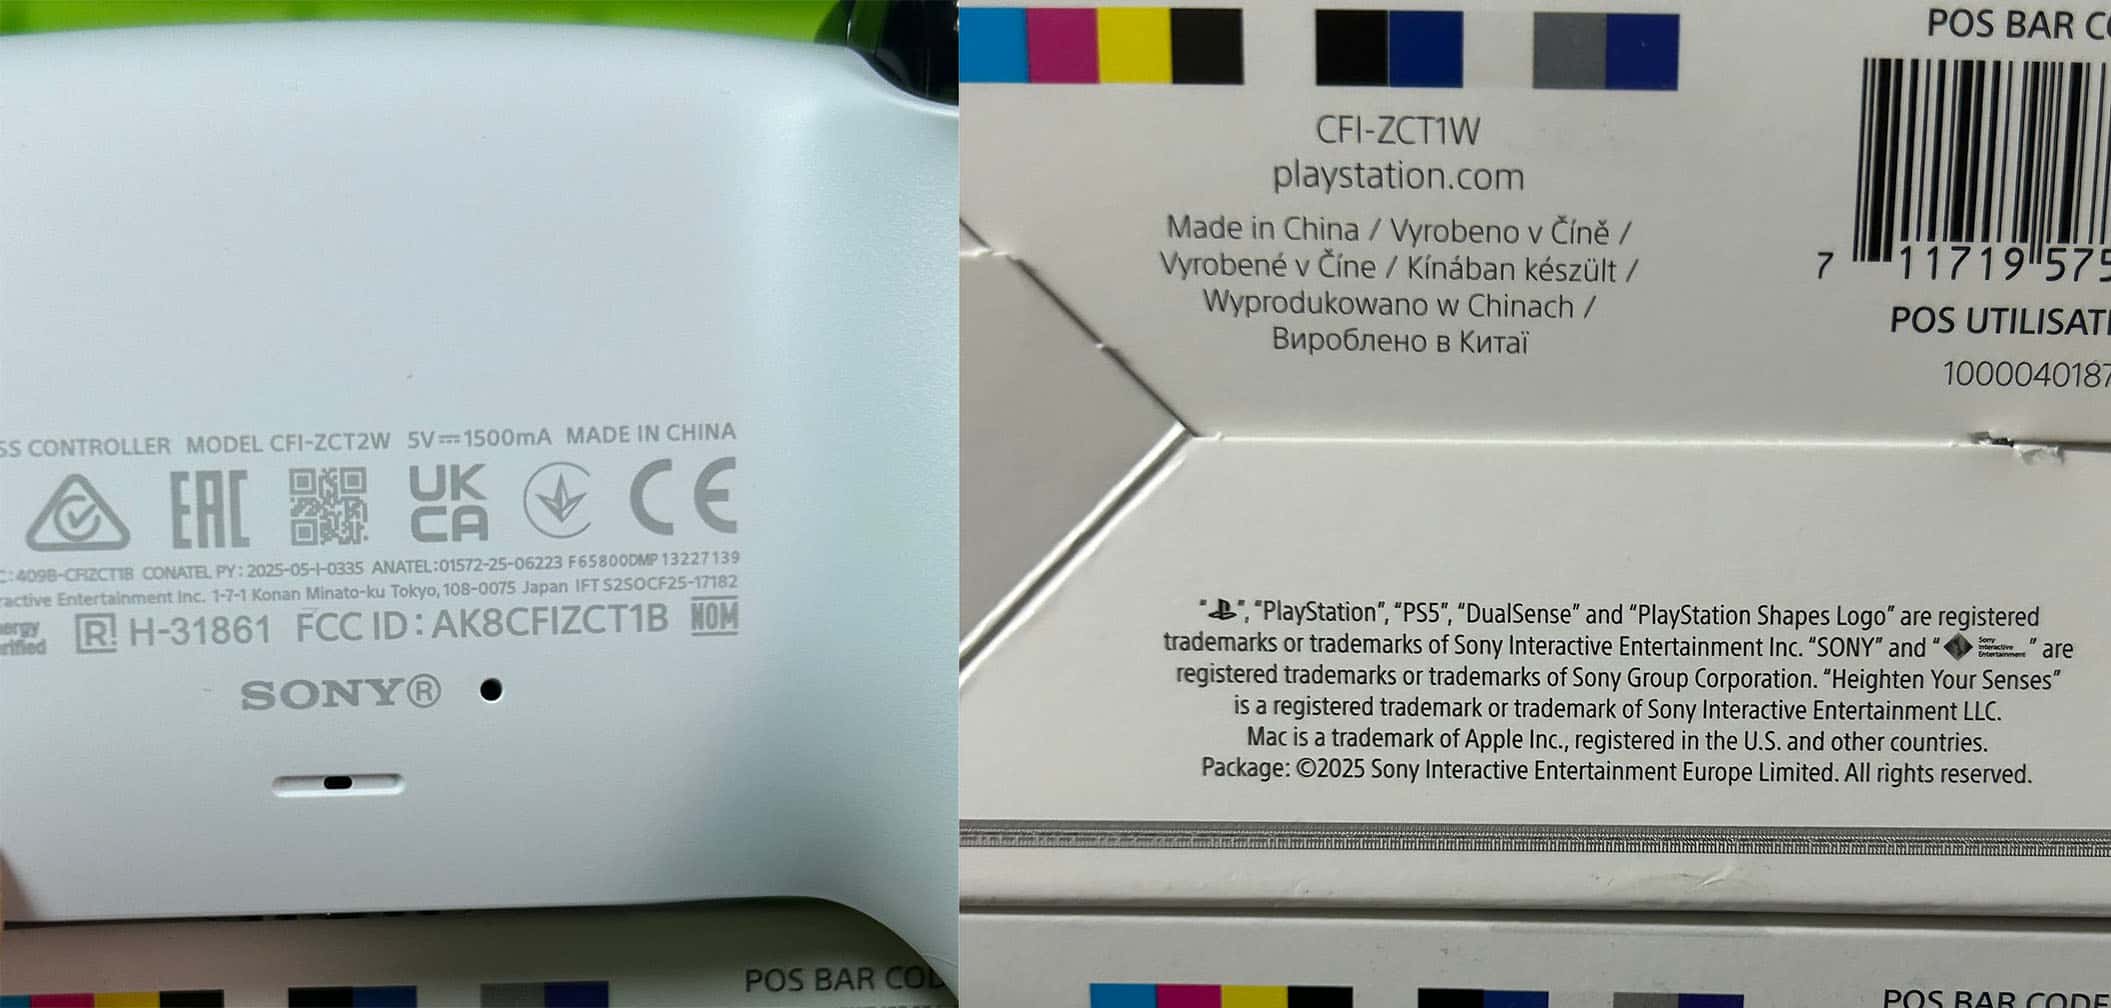 SS CONTROLLER MODEL CFI-ZCT2W 5V⎓1500mA MADE IN CHINA
EAC
UK
CA
CE
C:409B-CFIZCT1B CONATEL PY: 2025-05-I-0335 ANATEL:01572-25-06223 F65800DMP 13227139
ractive Entertainment Inc. 1-7-1 Konan Minato-ku Tokyo, 108-0075 Japan IFT S2SOCF25-17182
R! H-31861 FCC ID: AK8CFIZCT1B NOM
SONY®
POS BAR COD
POS BAR CO
CFI-ZCT1W
playstation.com
Made in China / Vyrobeno v Číně /
Vyrobené v Číne / Kínában készült /
Wyprodukowano w Chinach /
Вироблено в Китаї
7 11719 575
POS UTILISATI
1000040187
“ ”, “PlayStation”, “PS5”, “DualSense” and “PlayStation Shapes Logo” are registered
trademarks or trademarks of Sony Interactive Entertainment Inc. “SONY” and “ Sony Interactive Entertainment ” are
registered trademarks or trademarks of Sony Group Corporation. “Heighten Your Senses”
is a registered trademark or trademark of Sony Interactive Entertainment LLC.
Mac is a trademark of Apple Inc., registered in the U.S. and other countries.
Package: ©2025 Sony Interactive Entertainment Europe Limited. All rights reserved.
POS BAR CODE